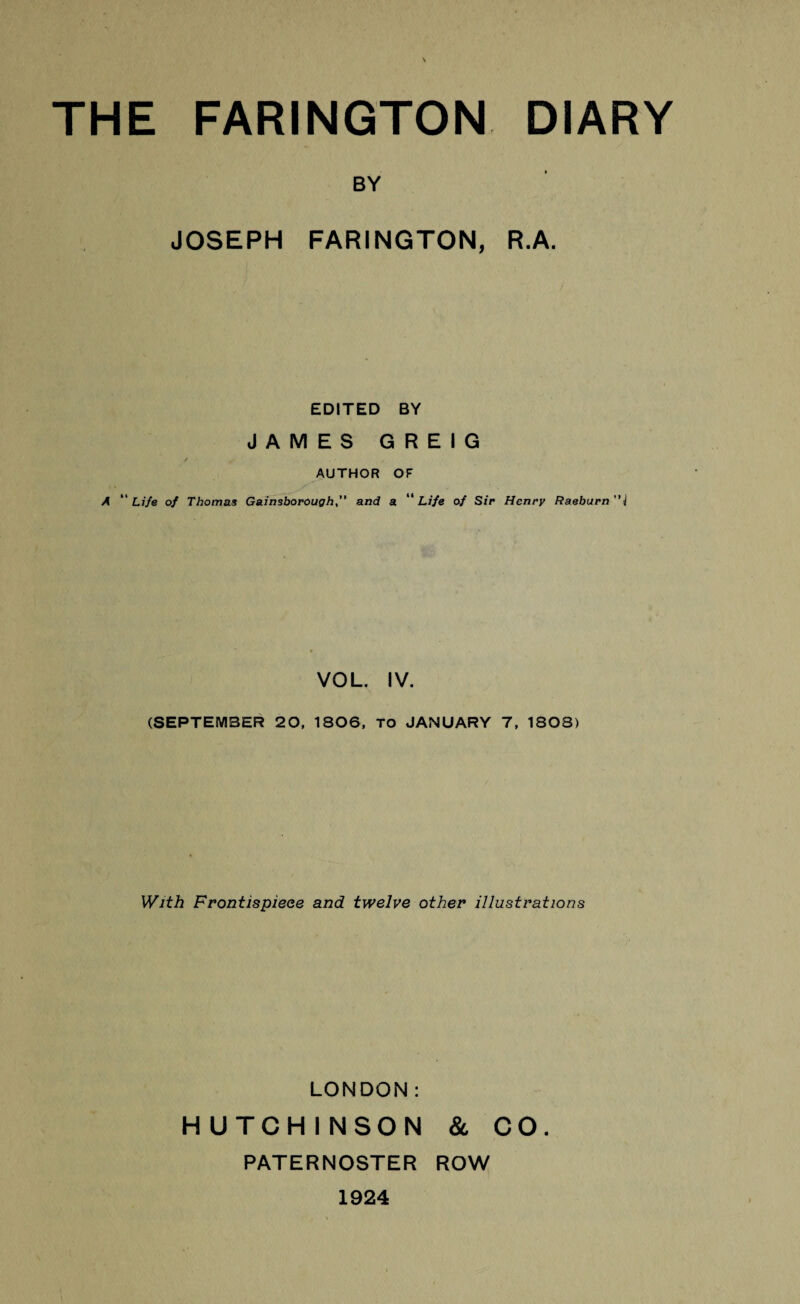 THE FARINGTON DIARY
BY
JOSEPH FARINGTON, R.A.
EDITED BY
JAMES GREIG
AUTHOR OF
A "Life of Thomas Gainsborough," and a "Life of Sir Henry Raeburn"
VOL. IV.
(SEPTEMBER 20, 1806, TO JANUARY 7, 1808)
With Frontispiece and twelve other illustrations
LONDON:
HUTCHINSON & CO.
PATERNOSTER ROW
1924